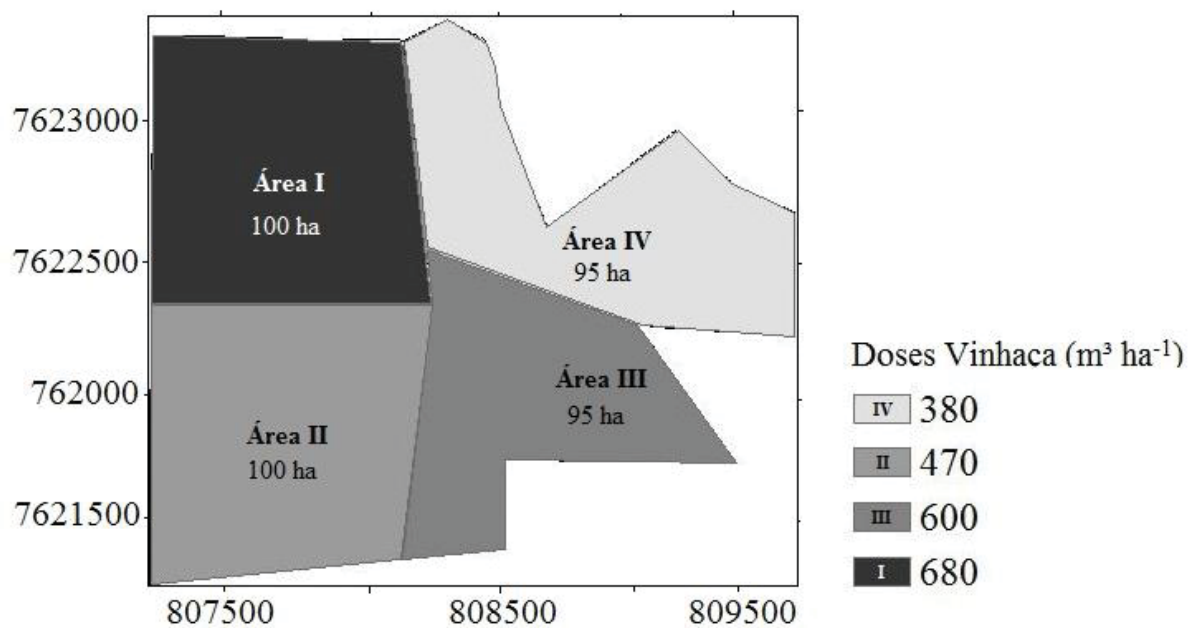 7623000
7622500
762000
7621500
807500
808500
809500
Área I
100 ha
Área II
100 ha
Área III
95 ha
Área IV
95 ha
Doses Vinhaca (m³ ha⁻¹)
IV 380
II 470
III 600
I 680